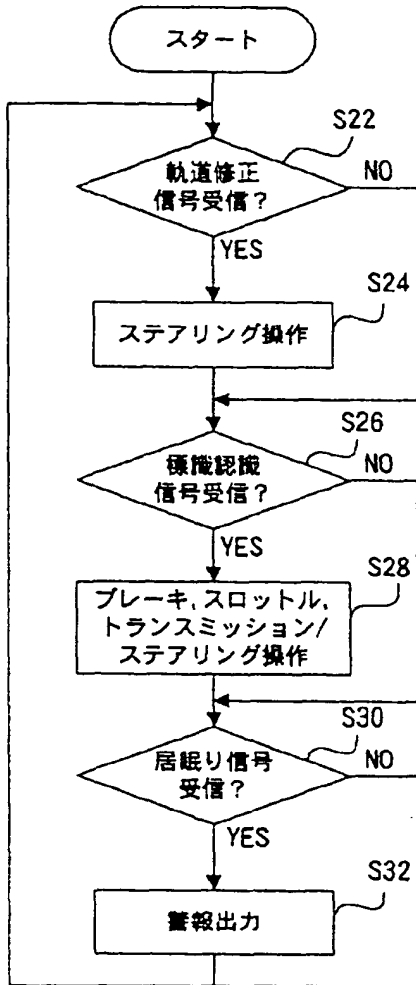 スタート
S22
軌道修正
信号受信？
NO
YES
S24
ステアリング操作
S26
標識認識
信号受信？
NO
YES
S28
ブレーキ,スロットル,
トランスミッション/
ステアリング操作
S30
居眠り信号
受信？
NO
YES
S32
警報出力